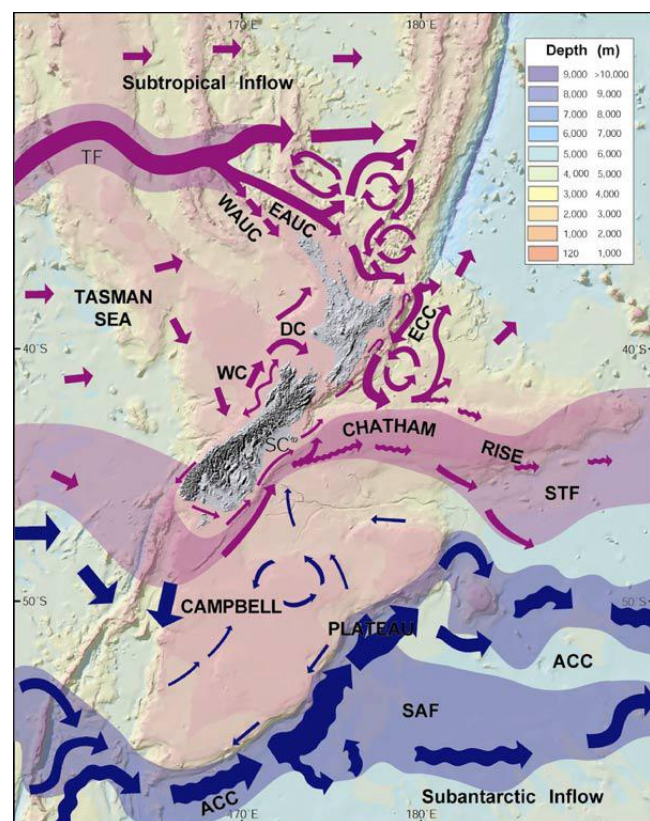 170˚E
180˚E
Depth (m)
9,000 >10,000
8,000 9,000
7,000 8,000
6,000 7,000
5,000 6,000
4,000 5,000
3,000 4,000
2,000 3,000
1,000 2,000
120 1,000
Subtropical Inflow
TF
WAUC
EAUC
TASMAN
SEA
DC
ECC
40˚S
40˚S
WC
SC
CHATHAM
RISE
STF
50˚S
50˚S
CAMPBELL
PLATEAU
ACC
SAF
ACC
Subantarctic Inflow
170˚E
180˚E